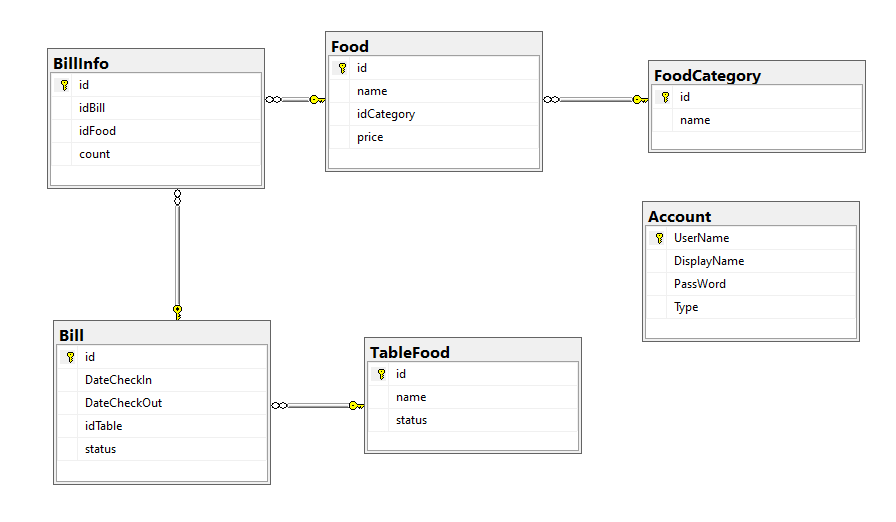 BillInfo
id
idBill
idFood
count
Food
id
name
idCategory
price
FoodCategory
id
name
Account
UserName
DisplayName
PassWord
Type
Bill
id
DateCheckIn
DateCheckOut
idTable
status
TableFood
id
name
status